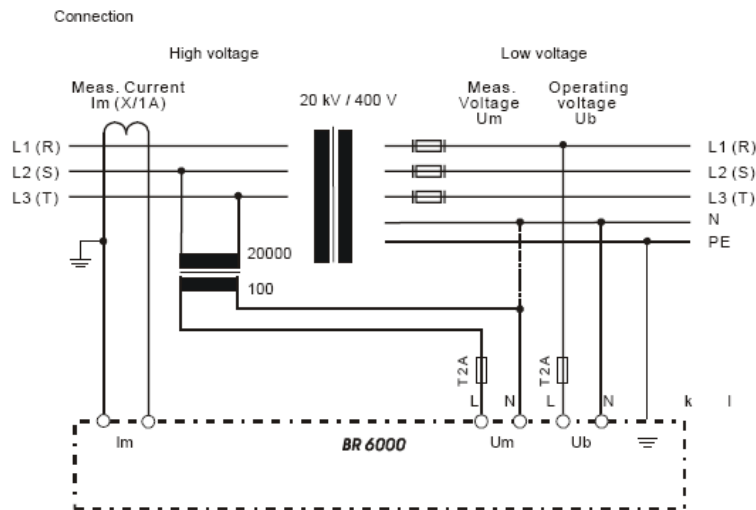 Connection
High voltage
Low voltage
Meas. Current
Im (X/1A)
20 kV / 400 V
Meas.
Voltage
Um
Operating
voltage
Ub
L1 (R)
L1 (R)
L2 (S)
L2 (S)
L3 (T)
L3 (T)
N
PE
20000
100
T2A
T2A
L
N
L
N
k
l
Im
BR 6000
Um
Ub